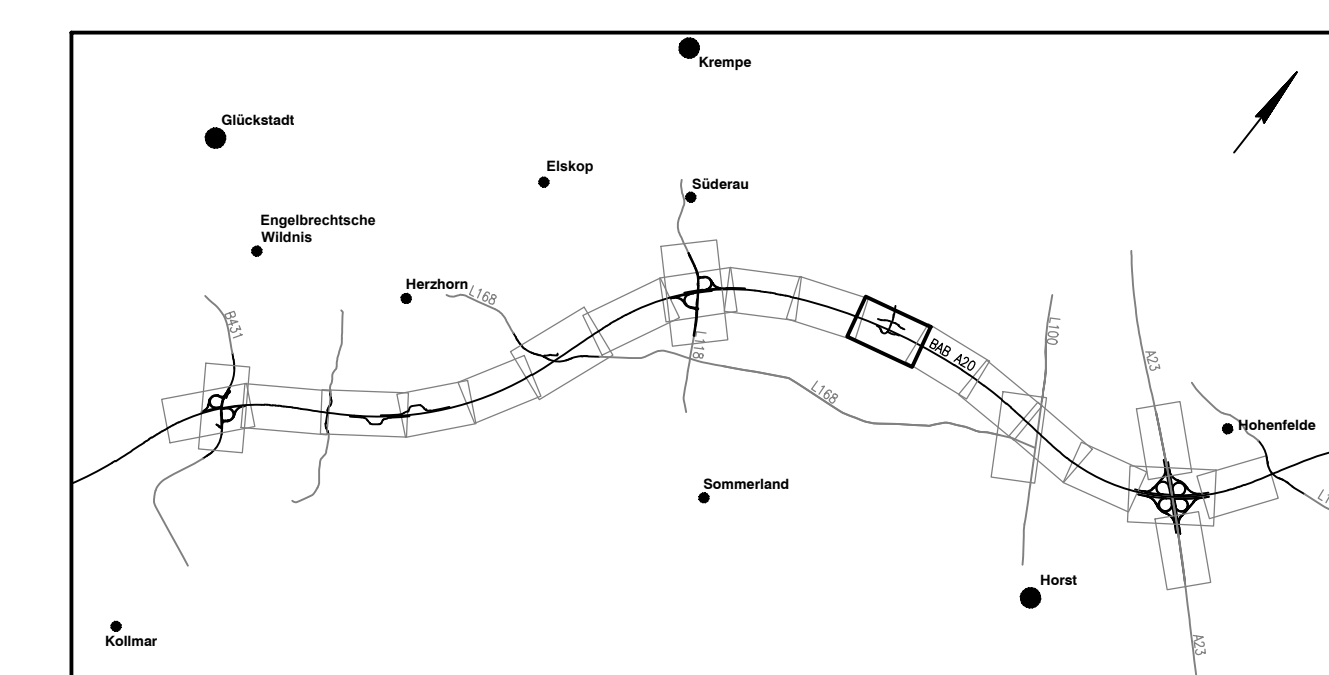 Krempe
Glückstadt
Elskop
Süderau
Engelbrechtsche
Wildnis
Herzhorn
L168
B431
L118
BAB A20
L100
A23
L168
Hohenfelde
Sommerland
Horst
Kollmar
A23